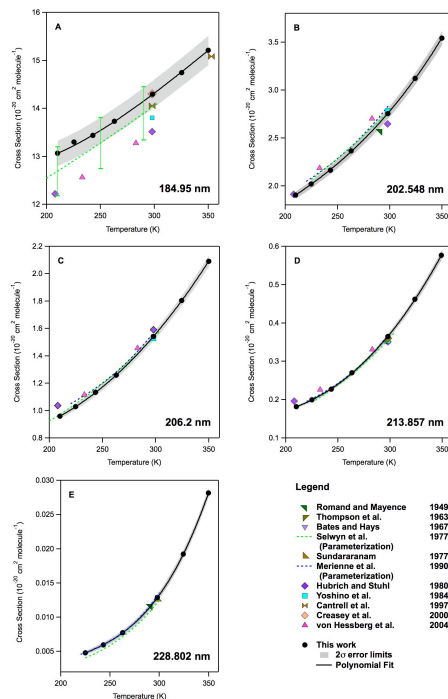 A
16
15
14
13
12
Cross Section (10⁻²⁰ cm² molecule⁻¹)
184.95 nm
200 250 300 350
Temperature (K)
B
3.5
3.0
2.5
2.0
Cross Section (10⁻²⁰ cm² molecule⁻¹)
202.548 nm
200 250 300 350
Temperature (K)
C
2.2
2.0
1.8
1.6
1.4
1.2
1.0
0.8
Cross Section (10⁻²⁰ cm² molecule⁻¹)
206.2 nm
200 250 300 350
Temperature (K)
D
0.6
0.5
0.4
0.3
0.2
0.1
Cross Section (10⁻²⁰ cm² molecule⁻¹)
213.857 nm
200 250 300 350
Temperature (K)
E
0.030
0.025
0.020
0.015
0.010
0.005
Cross Section (10⁻²⁰ cm² molecule⁻¹)
228.802 nm
200 250 300 350
Temperature (K)
Legend
Romand and Mayence 1949
Thompson et al. 1963
Bates and Hays 1967
Selwyn et al. 1977
(Parameterization)
Sundararanam 1977
Merienne et al. 1990
(Parameterization)
Hubrich and Stuhl 1980
Yoshino et al. 1984
Cantrell et al. 1997
Creasey et al. 2000
von Hessberg et al. 2004
This work
2σ error limits
Polynomial Fit